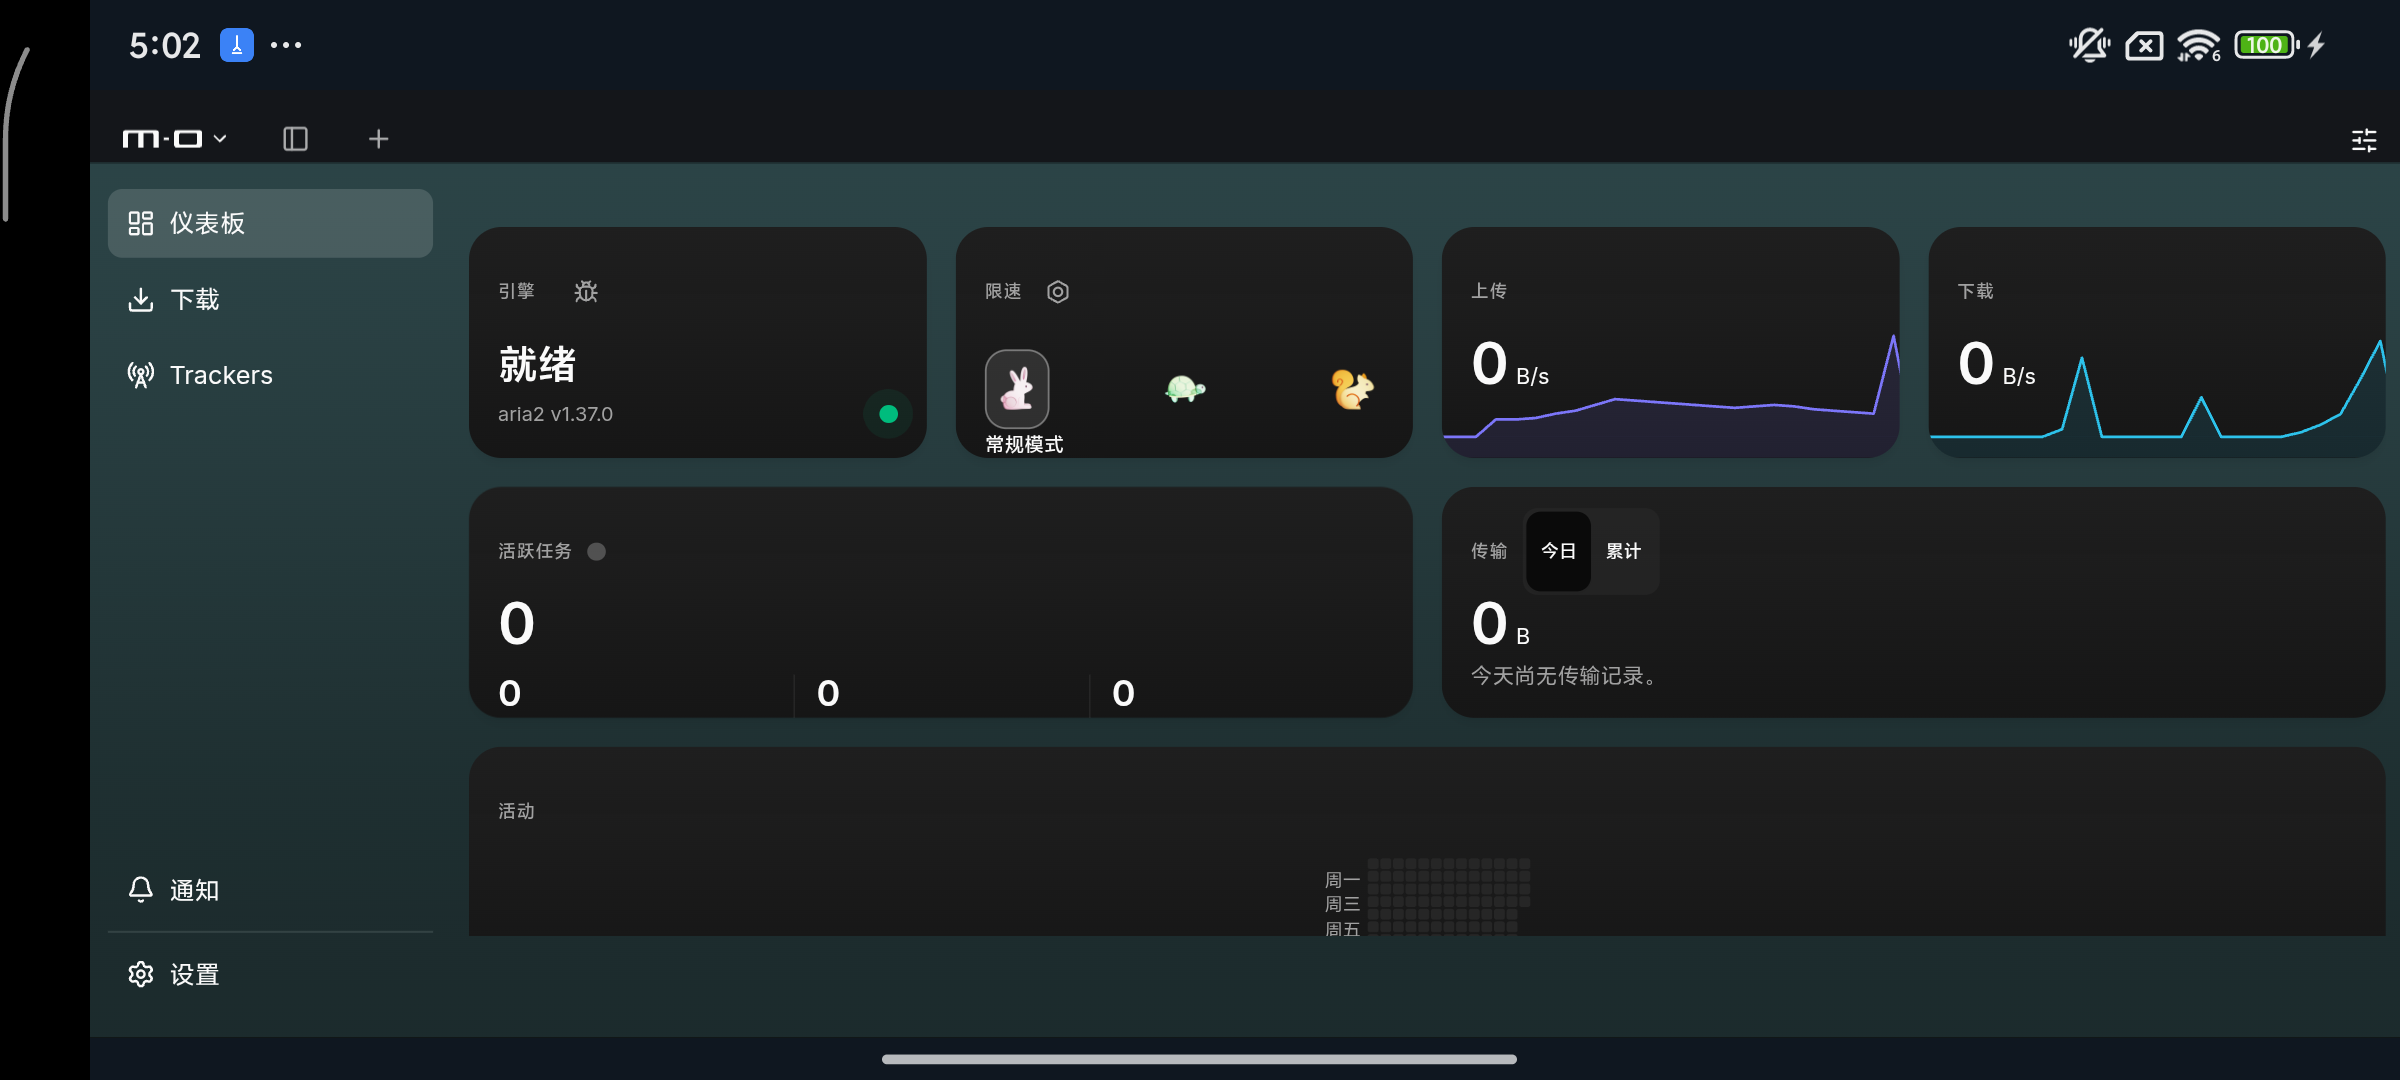 5:02
6
100
m-o
仪表板
下载
Trackers
通知
设置
引擎
就绪
aria2 v1.37.0
限速
常规模式
上传
0 B/s
下载
0 B/s
活跃任务
0
0 0 0
传输 今日 累计
0 B
今天尚无传输记录。
活动
周一
周三
周五